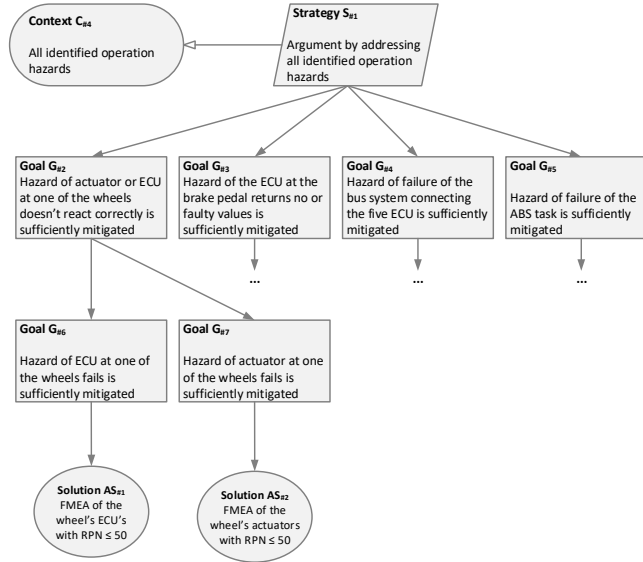 Context C#4
All identified operation
hazards
Strategy S#1
Argument by addressing
all identified operation
hazards
Goal G#2
Hazard of actuator or ECU
at one of the wheels
doesn't react correctly is
sufficiently mitigated
Goal G#3
Hazard of the ECU at the
brake pedal returns no or
faulty values is
sufficiently mitigated
Goal G#4
Hazard of failure of the
bus system connecting
the five ECU is sufficiently
mitigated
Goal G#5
Hazard of failure of the
ABS task is sufficiently
mitigated
...
...
...
Goal G#6
Hazard of ECU at one of
the wheels fails is
sufficiently mitigated
Goal G#7
Hazard of actuator at one
of the wheels fails is
sufficiently mitigated
Solution AS#1
FMEA of the
wheel's ECU's
with RPN ≤ 50
Solution AS#2
FMEA of the
wheel's actuators
with RPN ≤ 50